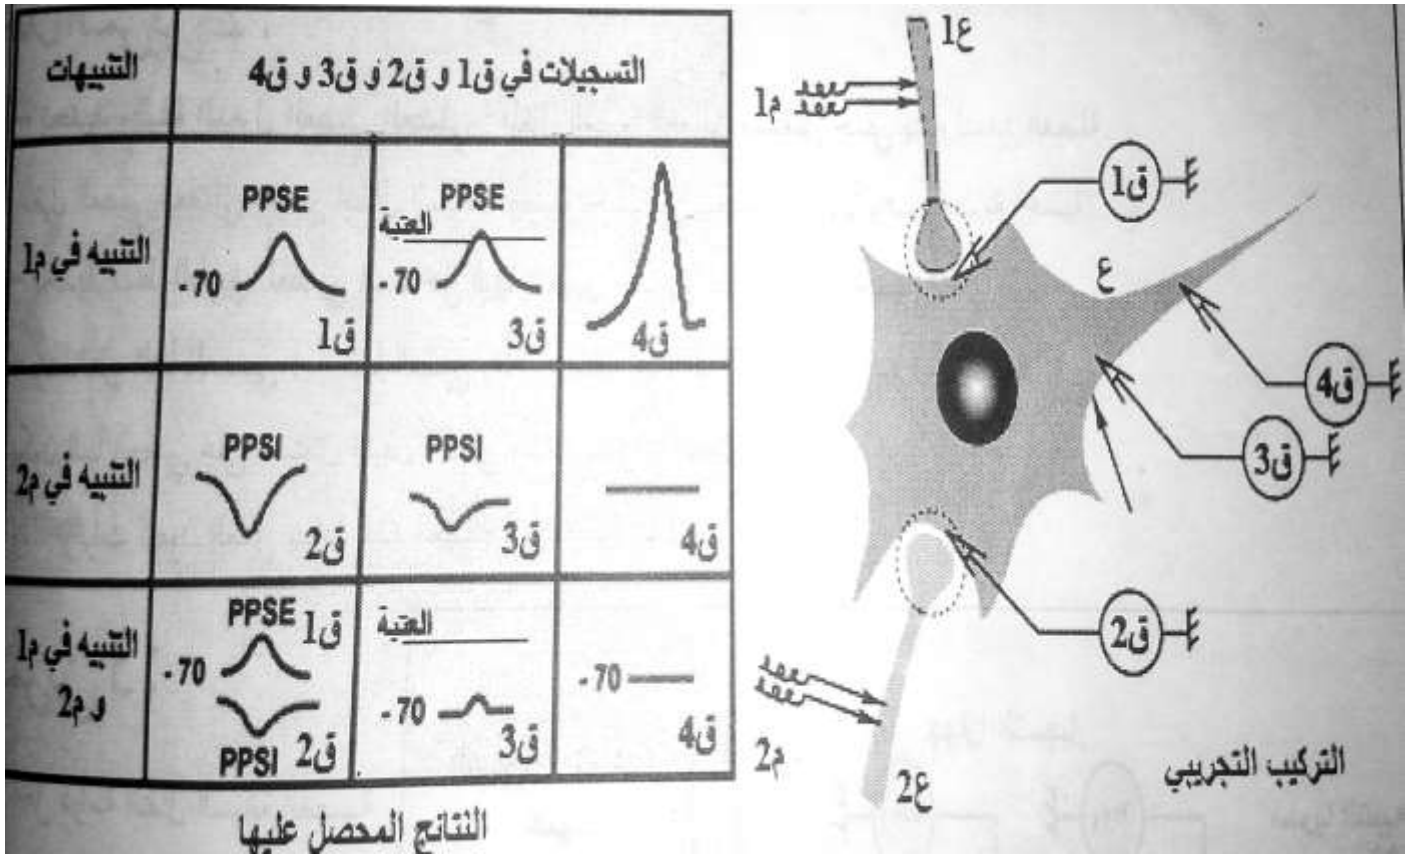 التنبيهات
التسجيلات في ق1 و ق2 و ق3 و ق4
التنبيه في م1
PPSE
- 70
ق1
PPSE
العتبة
- 70
ق3
ق4
التنبيه في م2
PPSI
ق2
PPSI
ق3
ق4
التنبيه في م1
و م2
PPSE
ق1
- 70
ق2
PPSI
العتبة
- 70
ق3
- 70
ق4
النتائج المحصل عليها
ع1
م1
ق1
ع
ق4
ق3
ق2
م2
ع2
التركيب التجريبي